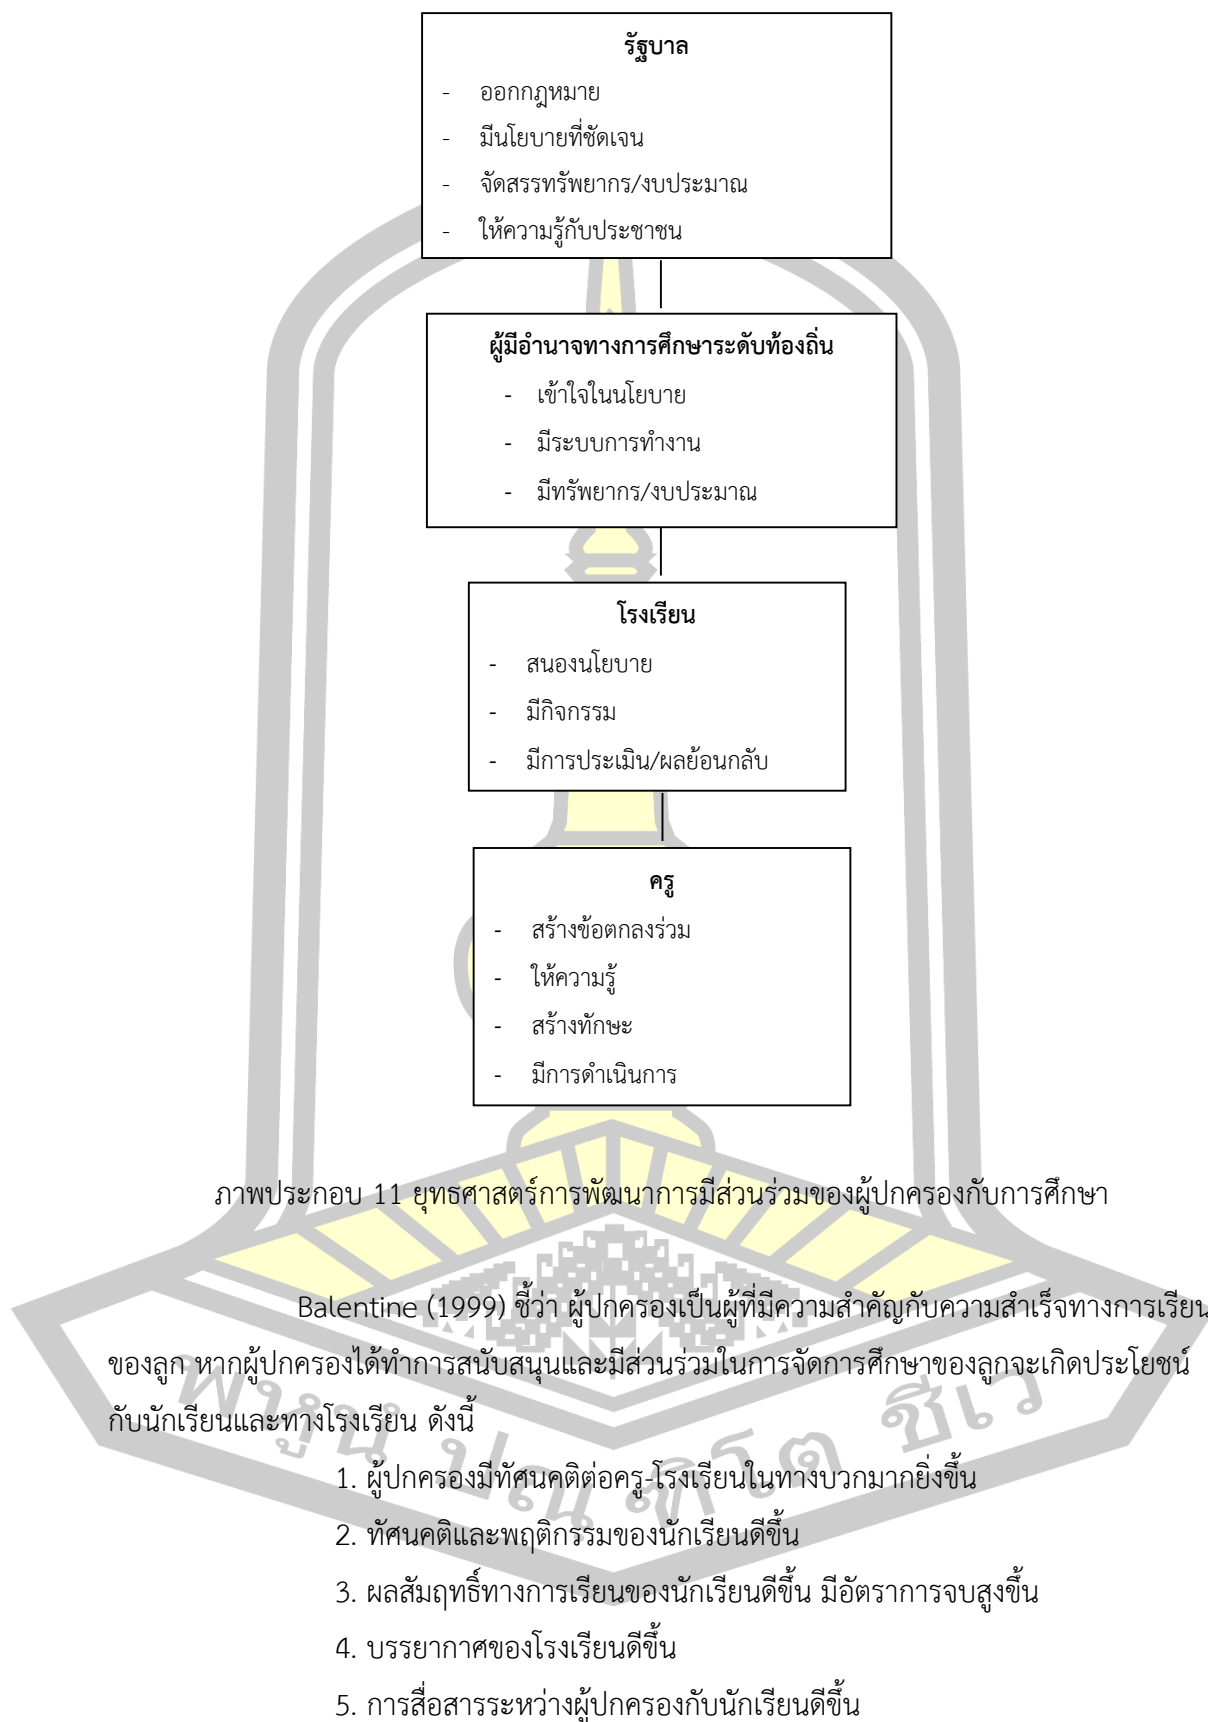 รัฐบาล
- ออกกฎหมาย
- มีนโยบายที่ชัดเจน
- จัดสรรทรัพยากร/งบประมาณ
- ให้ความรู้กับประชาชน
ผู้มีอำนาจทางการศึกษาระดับท้องถิ่น
- เข้าใจในนโยบาย
- มีระบบการทำงาน
- มีทรัพยากร/งบประมาณ
โรงเรียน
- สนองนโยบาย
- มีกิจกรรม
- มีการประเมิน/ผลย้อนกลับ
ครู
- สร้างข้อตกลงร่วม
- ให้ความรู้
- สร้างทักษะ
- มีการดำเนินการ
ภาพประกอบ 11 ยุทธศาสตร์การพัฒนาการมีส่วนร่วมของผู้ปกครองกับการศึกษา
Balentine (1999) ชี้ว่า ผู้ปกครองเป็นผู้ที่มีความสำคัญกับความสำเร็จทางการเรียน
ของลูก หากผู้ปกครองได้ทำการสนับสนุนและมีส่วนร่วมในการจัดการศึกษาของลูกจะเกิดประโยชน์
กับนักเรียนและทางโรงเรียน ดังนี้
พหูนํ ปณฺฑิโต ชีเว
1. ผู้ปกครองมีทัศนคติต่อครู-โรงเรียนในทางบวกมากยิ่งขึ้น
2. ทัศนคติและพฤติกรรมของนักเรียนดีขึ้น
3. ผลสัมฤทธิ์ทางการเรียนของนักเรียนดีขึ้น มีอัตราการจบสูงขึ้น
4. บรรยากาศของโรงเรียนดีขึ้น
5. การสื่อสารระหว่างผู้ปกครองกับนักเรียนดีขึ้น